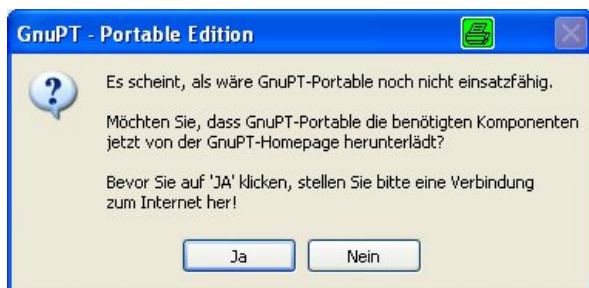 GnuPT - Portable Edition
Es scheint, als wäre GnuPT-Portable noch nicht einsatzfähig.
Möchten Sie, dass GnuPT-Portable die benötigten Komponenten
jetzt von der GnuPT-Homepage herunterlädt?
Bevor Sie auf 'JA' klicken, stellen Sie bitte eine Verbindung
zum Internet her!
Ja
Nein